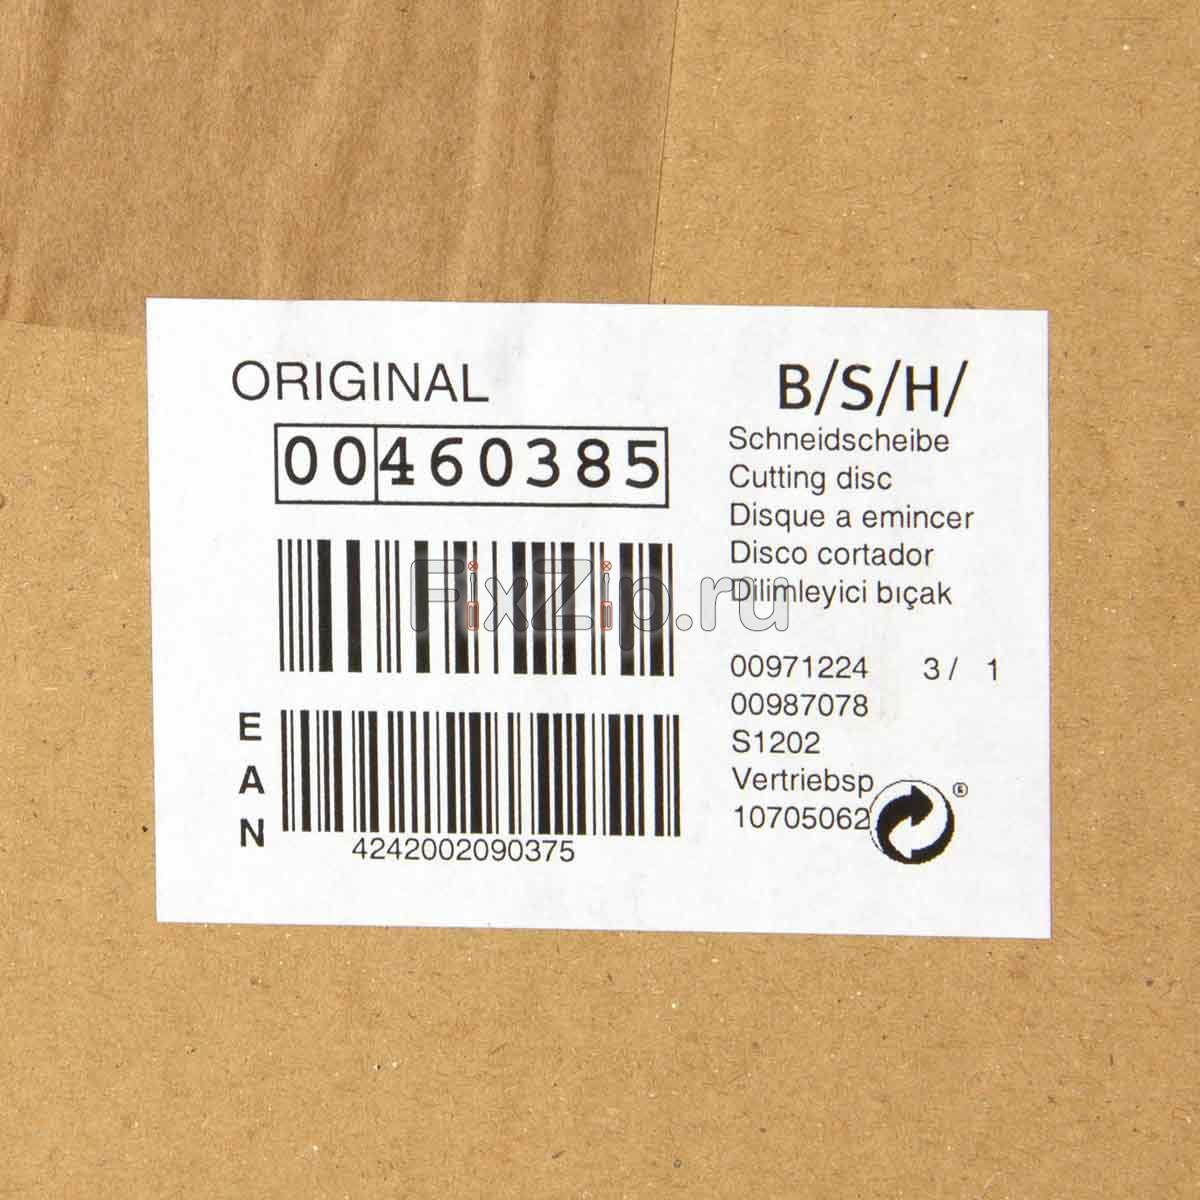 ORIGINAL
B/S/H/
00460385
Schneidscheibe
Cutting disc
Disque a emincer
Disco cortador
Dilimleyici bıçak
FixZip.ru
00971224 3/ 1
00987078
S1202
Vertriebsp
10705062
®
EAN
4242002090375